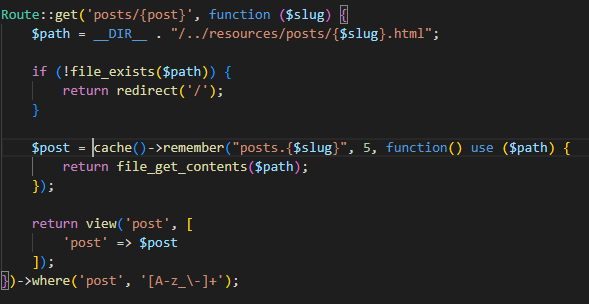 Route::get('posts/{post}', function ($slug) {
    $path = __DIR__ . "/../resources/posts/{$slug}.html";

    if (!file_exists($path)) {
        return redirect('/');
    }

    $post = cache()->remember("posts.{$slug}", 5, function() use ($path) {
        return file_get_contents($path);
    });

    return view('post', [
        'post' => $post
    ]);
})->where('post', '[A-z_\-]+');